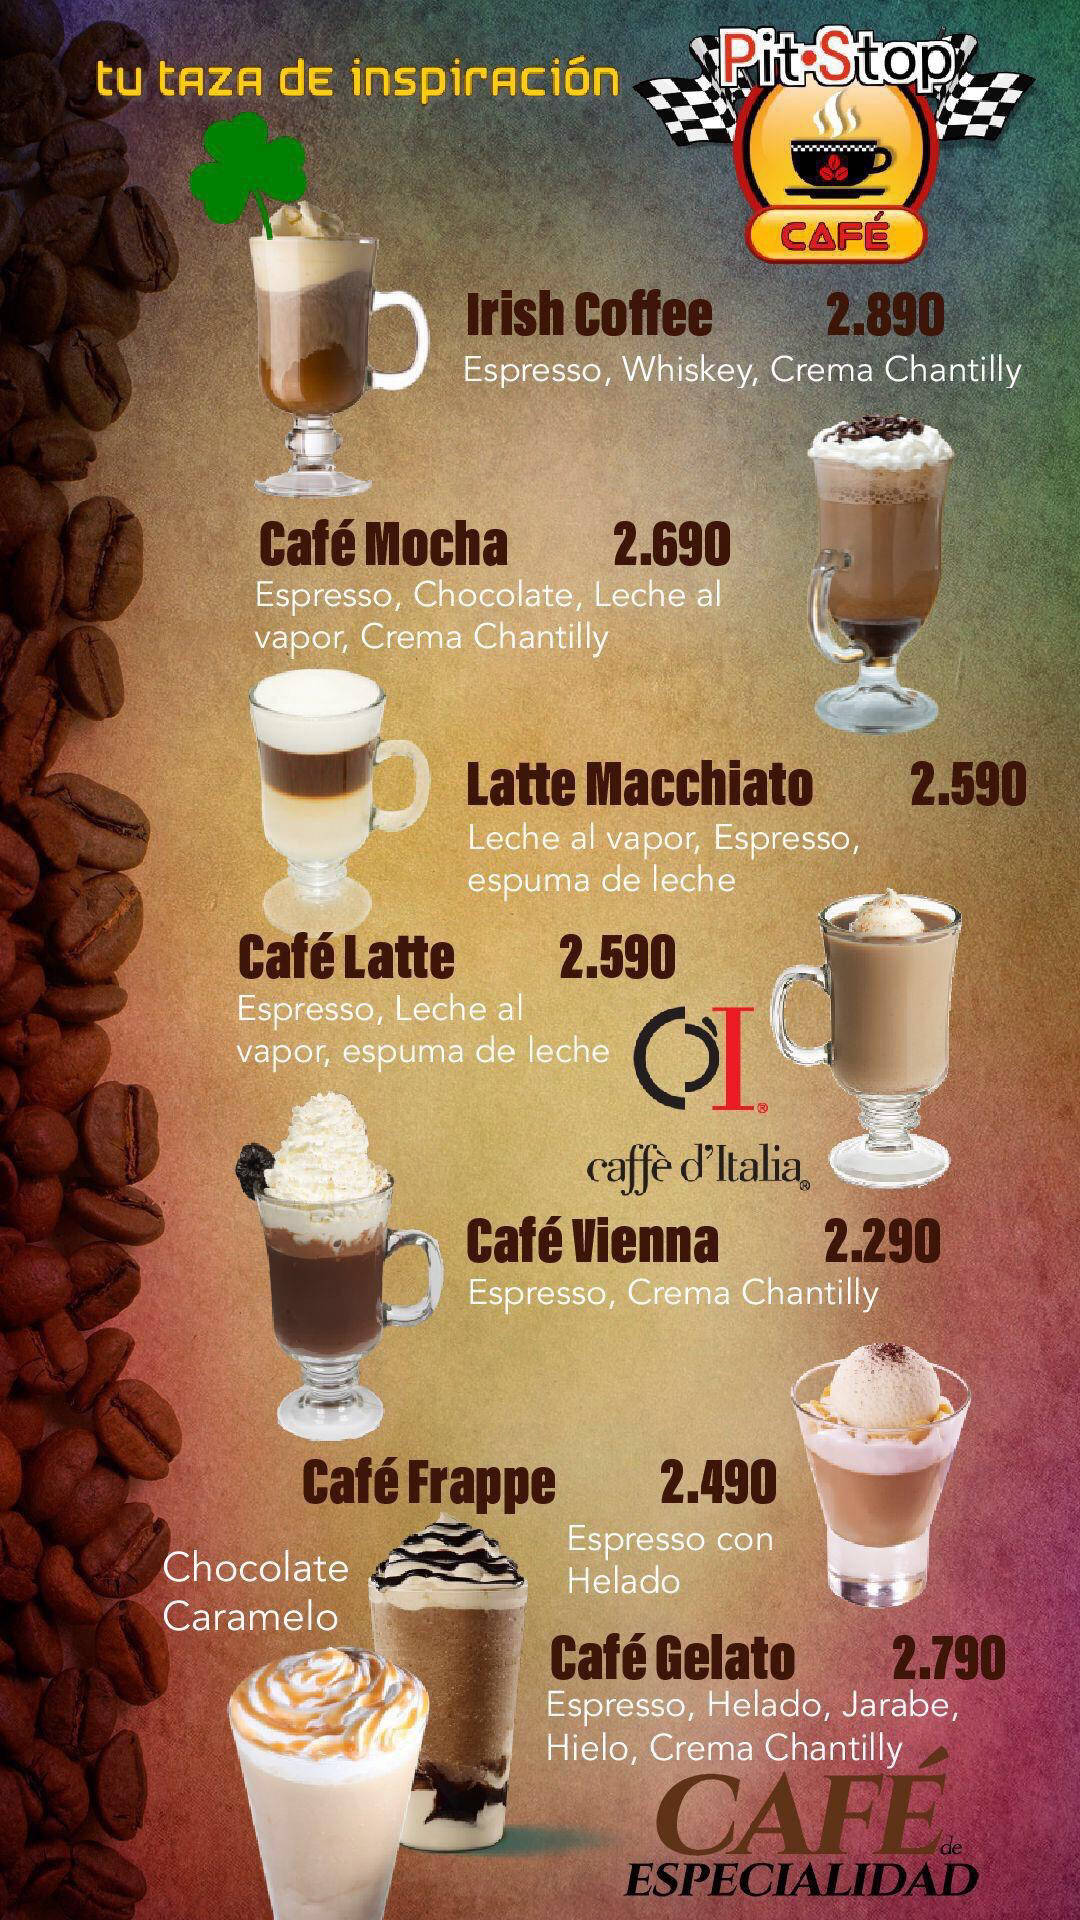 tu tAZA de inspiración
Pit•Stop
CAFÉ
Irish Coffee 2.890
Espresso, Whiskey, Crema Chantilly
Café Mocha 2.690
Espresso, Chocolate, Leche al
vapor, Crema Chantilly
Latte Macchiato 2.590
Leche al vapor, Espresso,
espuma de leche
Café Latte 2.590
Espresso, Leche al
vapor, espuma de leche
C'I®
caffè d'Italia®
Café Vienna 2.290
Espresso, Crema Chantilly
Café Frappe 2.490
Espresso con
Helado
Chocolate
Caramelo
Café Gelato 2.790
Espresso, Helado, Jarabe,
Hielo, Crema Chantilly
CAFÉ de
ESPECIALIDAD